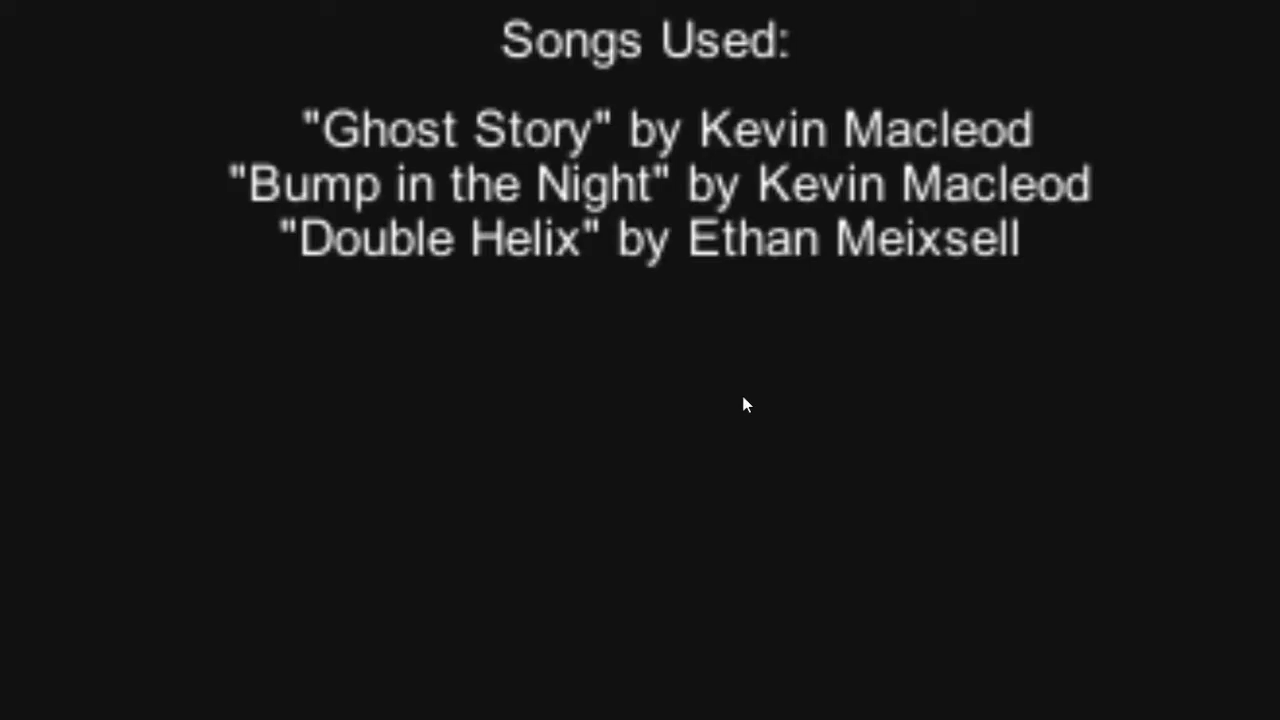 Songs Used:
"Ghost Story" by Kevin Macleod
"Bump in the Night" by Kevin Macleod
"Double Helix" by Ethan Meixsell